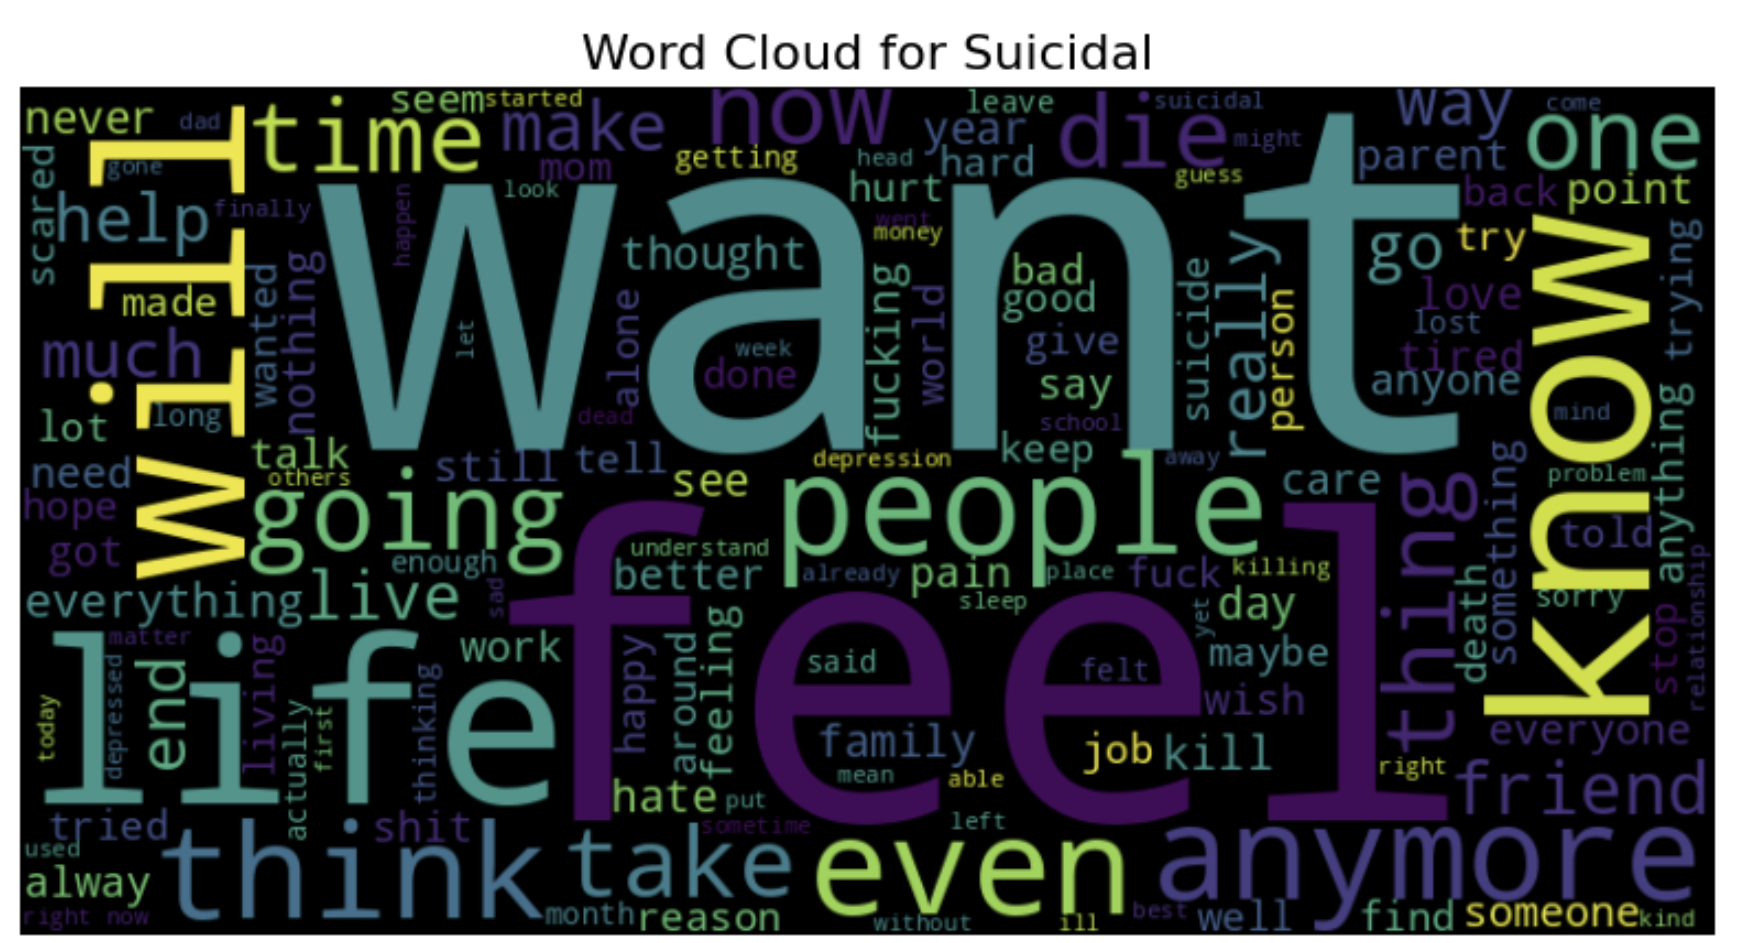 Word Cloud for Suicidal
never
dad
seem
started
make
now
leave
die
suicidal
way
come
one
scared
gone
time
mom
getting
head
year
hard
might
parent
guess
help
finally
happen
look
hurt
back
point
went
money
want
will
made
wanted
nothing
let
thought
alone
week
done
dead
fucking
world
bad
good
give
say
school
suicide
really
person
go
try
love
lost
tired
anyone
know
trying
much
long
lot
need
hope
got
talk
others
going
still
tell
see
depression
keep
away
people
care
mind
problem
told
anything
something
thing
enough
understand
better
already
pain
place
fuck
killing
sleep
everything
live
sad
feel
yet
day
maybe
wish
death
sorry
stop
relationship
matter
life
today
depressed
end
living
actually
first
thinking
work
happy
around
feeling
said
felt
family
job
kill
right
everyone
friend
mean
able
hate
put
sometime
left
tried
shit
used
alway
right now
think
month
take
reason
even
without
ill
anymore
best
well
find
someone
kind